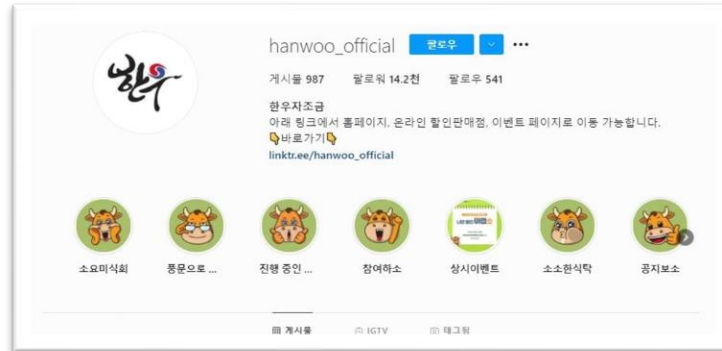 한우
hanwoo_official 팔로우
게시물 987 팔로워 14.2천 팔로우 541
한우자조금
아래 링크에서 홈페이지, 온라인 할인판매점, 이벤트 페이지로 이동 가능합니다.
👇바로가기👇
linktr.ee/hanwoo_official
소요미식회 풍문으로 ... 진행 중인 ... 참여하소 상시이벤트 소소한식탁 공지보소
게시물 IGTV 태그됨